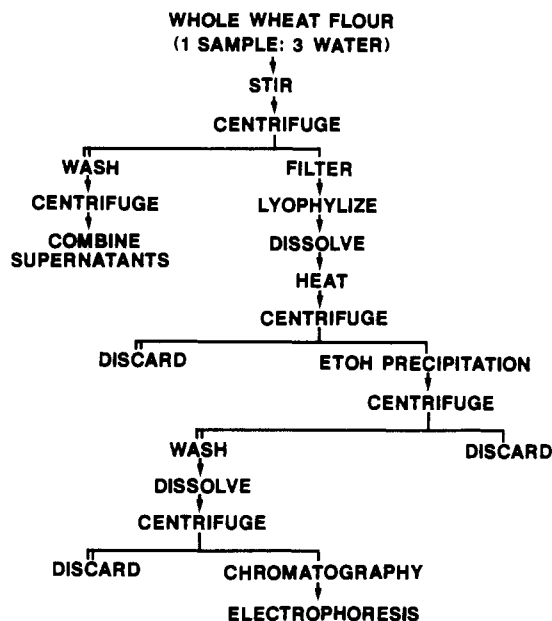 WHOLE WHEAT FLOUR
(1 SAMPLE: 3 WATER)
STIR
CENTRIFUGE
WASH
FILTER
CENTRIFUGE
LYOPHYLIZE
COMBINE
SUPERNATANTS
DISSOLVE
HEAT
CENTRIFUGE
DISCARD
ETOH PRECIPITATION
CENTRIFUGE
WASH
DISCARD
DISSOLVE
CENTRIFUGE
DISCARD
CHROMATOGRAPHY
ELECTROPHORESIS